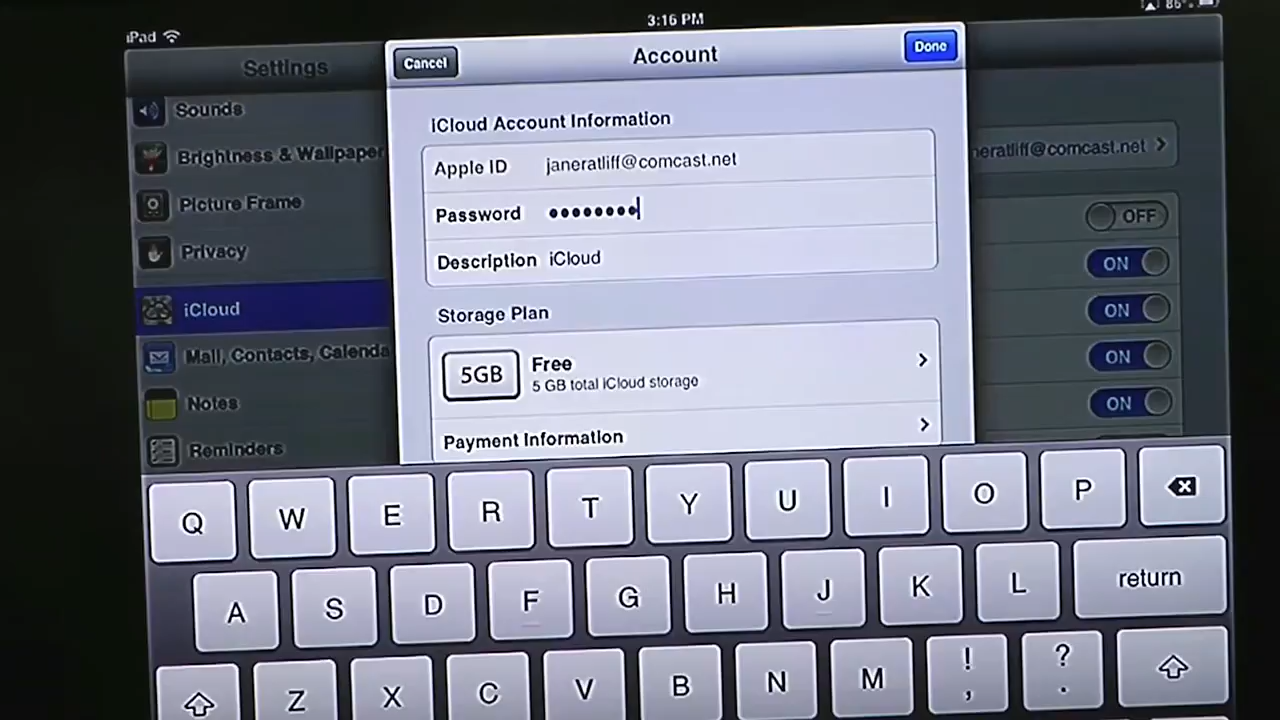 iPad
3:16 PM
86%
Settings
Cancel
Account
Done
Sounds
Brightness & Wallpaper
Picture Frame
Privacy
iCloud
Mail, Contacts, Calenda
Notes
Reminders
iCloud Account Information
Apple ID janeratliff@comcast.net
Password
Description iCloud
Storage Plan
5GB
Free
5 GB total iCloud storage
Payment Information
neratliff@comcast.net
OFF
ON
ON
ON
ON
Q W E R T Y U I O P
A S D F G H J K L return
Z X C V B N M ! , ? .